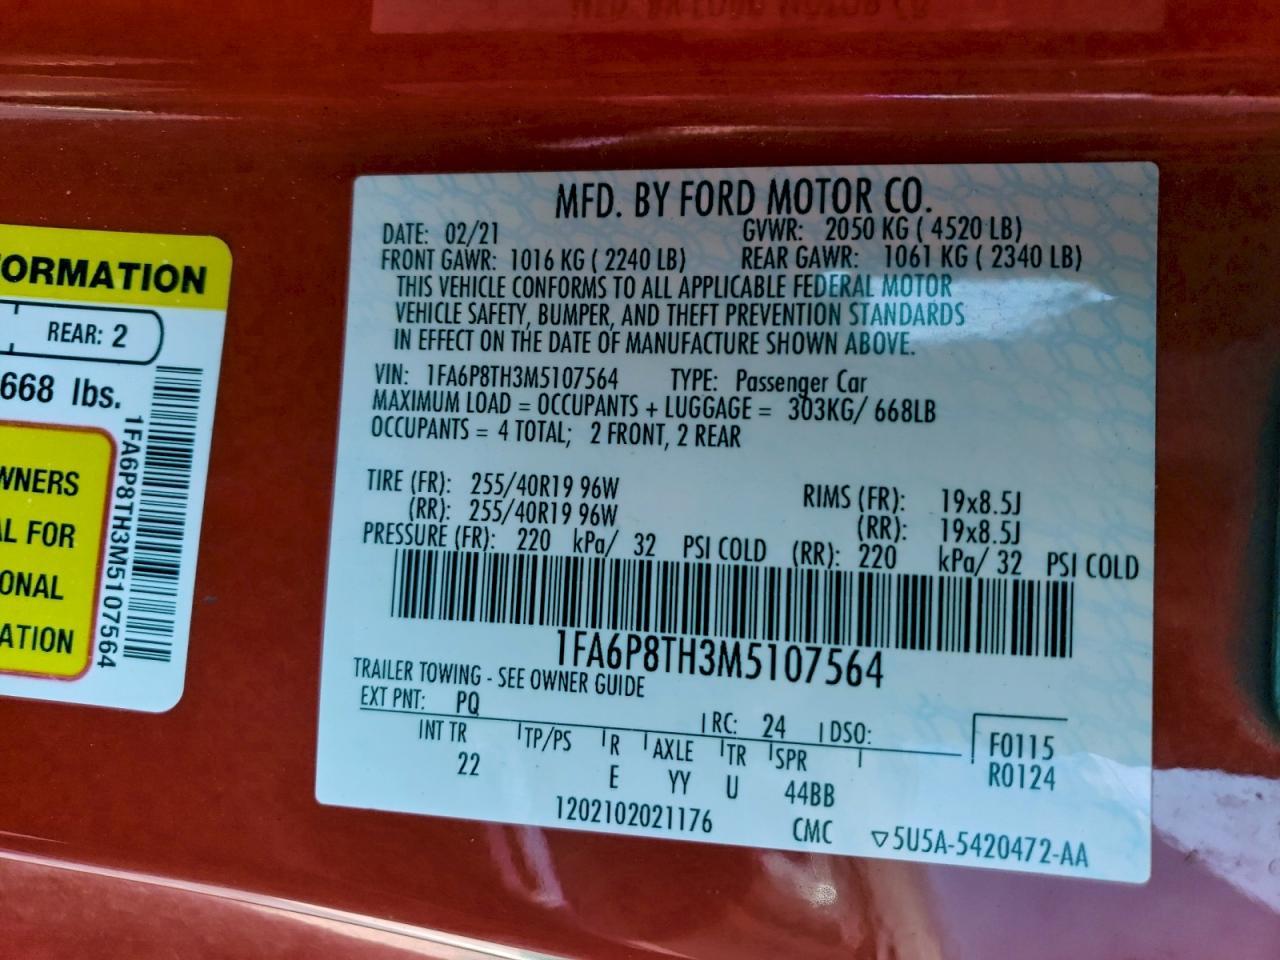 ORMATION
REAR: 2
668 lbs.
WNERS
L FOR
ONAL
ATION
1FA6P8TH3M5107564
MFD. BY FORD MOTOR CO.
DATE: 02/21 GVWR: 2050 KG ( 4520 LB)
FRONT GAWR: 1016 KG ( 2240 LB) REAR GAWR: 1061 KG ( 2340 LB)
THIS VEHICLE CONFORMS TO ALL APPLICABLE FEDERAL MOTOR
VEHICLE SAFETY, BUMPER, AND THEFT PREVENTION STANDARDS
IN EFFECT ON THE DATE OF MANUFACTURE SHOWN ABOVE.
VIN: 1FA6P8TH3M5107564 TYPE: Passenger Car
MAXIMUM LOAD = OCCUPANTS + LUGGAGE = 303KG/ 668LB
OCCUPANTS = 4 TOTAL; 2 FRONT, 2 REAR
TIRE (FR): 255/40R19 96W RIMS (FR): 19x8.5J
(RR): 255/40R19 96W (RR): 19x8.5J
PRESSURE (FR): 220 kPa/ 32 PSI COLD (RR): 220 kPa/ 32 PSI COLD
1FA6P8TH3M5107564
TRAILER TOWING - SEE OWNER GUIDE
EXT PNT: PQ RC: 24 DSO: F0115
INT TR TP/PS R AXLE TR SPR R0124
22 E YY U 44BB
1202102021176 CMC ▽5U5A-5420472-AA